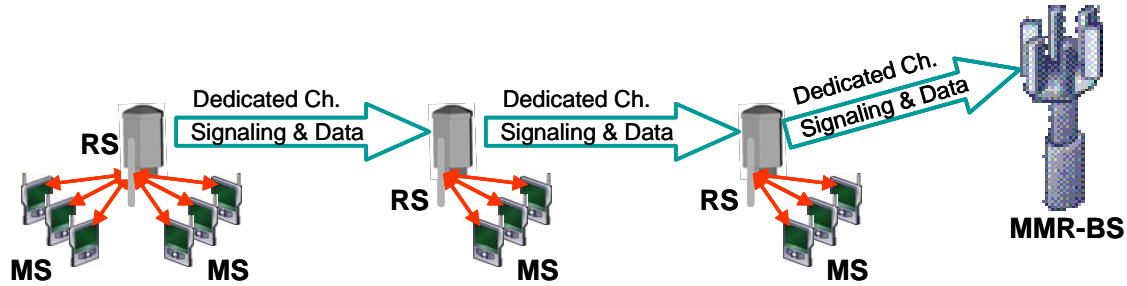 Dedicated Ch.
Signaling & Data
Dedicated Ch.
Signaling & Data
Dedicated Ch.
Signaling & Data
RS
RS
RS
MMR-BS
MS
MS
MS
MS